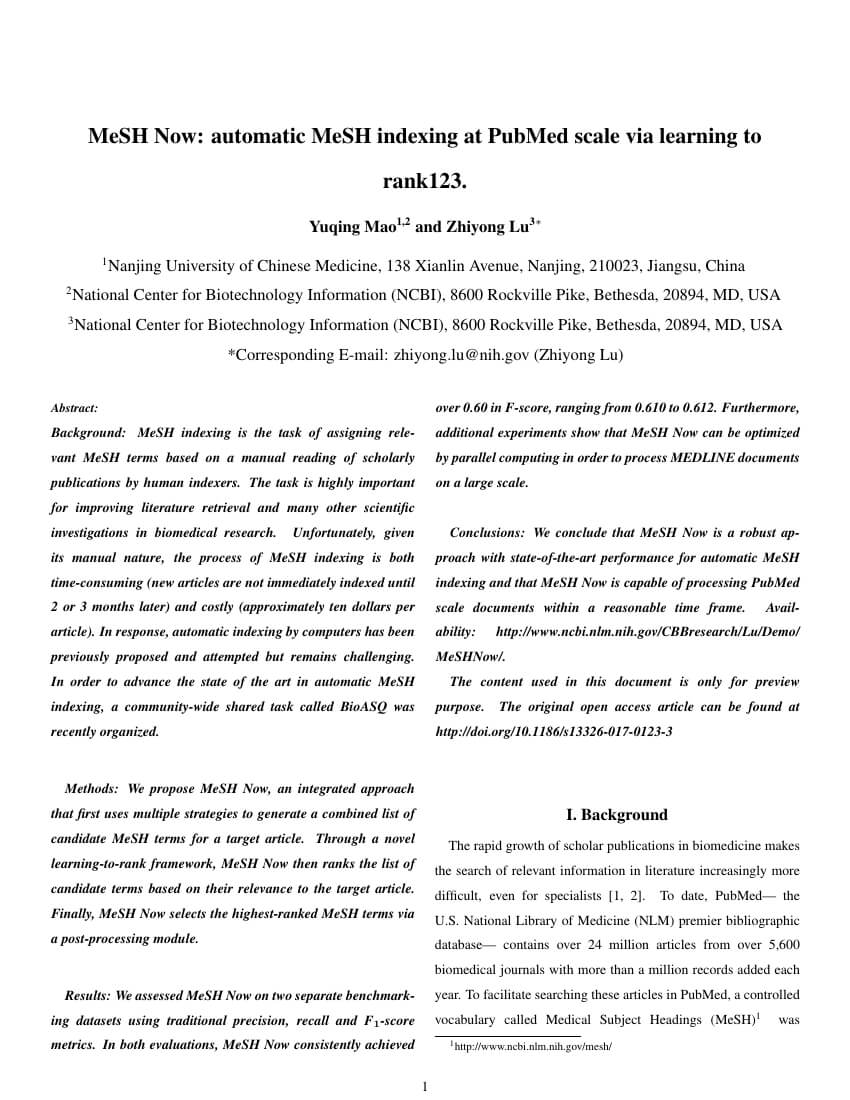 MeSH Now: automatic MeSH indexing at PubMed scale via learning to
rank123.
Yuqing Mao1,2 and Zhiyong Lu3*
1Nanjing University of Chinese Medicine, 138 Xianlin Avenue, Nanjing, 210023, Jiangsu, China
2National Center for Biotechnology Information (NCBI), 8600 Rockville Pike, Bethesda, 20894, MD, USA
3National Center for Biotechnology Information (NCBI), 8600 Rockville Pike, Bethesda, 20894, MD, USA
*Corresponding E-mail: zhiyong.lu@nih.gov (Zhiyong Lu)
Abstract:
Background: MeSH indexing is the task of assigning rele-
vant MeSH terms based on a manual reading of scholarly
publications by human indexers. The task is highly important
for improving literature retrieval and many other scientific
investigations in biomedical research. Unfortunately, given
its manual nature, the process of MeSH indexing is both
time-consuming (new articles are not immediately indexed until
2 or 3 months later) and costly (approximately ten dollars per
article). In response, automatic indexing by computers has been
previously proposed and attempted but remains challenging.
In order to advance the state of the art in automatic MeSH
indexing, a community-wide shared task called BioASQ was
recently organized.
Methods: We propose MeSH Now, an integrated approach
that first uses multiple strategies to generate a combined list of
candidate MeSH terms for a target article. Through a novel
learning-to-rank framework, MeSH Now then ranks the list of
candidate terms based on their relevance to the target article.
Finally, MeSH Now selects the highest-ranked MeSH terms via
a post-processing module.
Results: We assessed MeSH Now on two separate benchmark-
ing datasets using traditional precision, recall and F1-score
metrics. In both evaluations, MeSH Now consistently achieved
over 0.60 in F-score, ranging from 0.610 to 0.612. Furthermore,
additional experiments show that MeSH Now can be optimized
by parallel computing in order to process MEDLINE documents
on a large scale.
Conclusions: We conclude that MeSH Now is a robust ap-
proach with state-of-the-art performance for automatic MeSH
indexing and that MeSH Now is capable of processing PubMed
scale documents within a reasonable time frame. Avail-
ability: http://www.ncbi.nlm.nih.gov/CBBresearch/Lu/Demo/
MeSHNow/.
The content used in this document is only for preview
purpose. The original open access article can be found at
http://doi.org/10.1186/s13326-017-0123-3
I. Background
The rapid growth of scholar publications in biomedicine makes
the search of relevant information in literature increasingly more
difficult, even for specialists [1, 2]. To date, PubMed— the
U.S. National Library of Medicine (NLM) premier bibliographic
database— contains over 24 million articles from over 5,600
biomedical journals with more than a million records added each
year. To facilitate searching these articles in PubMed, a controlled
vocabulary called Medical Subject Headings (MeSH)1 was
1http://www.ncbi.nlm.nih.gov/mesh/
1